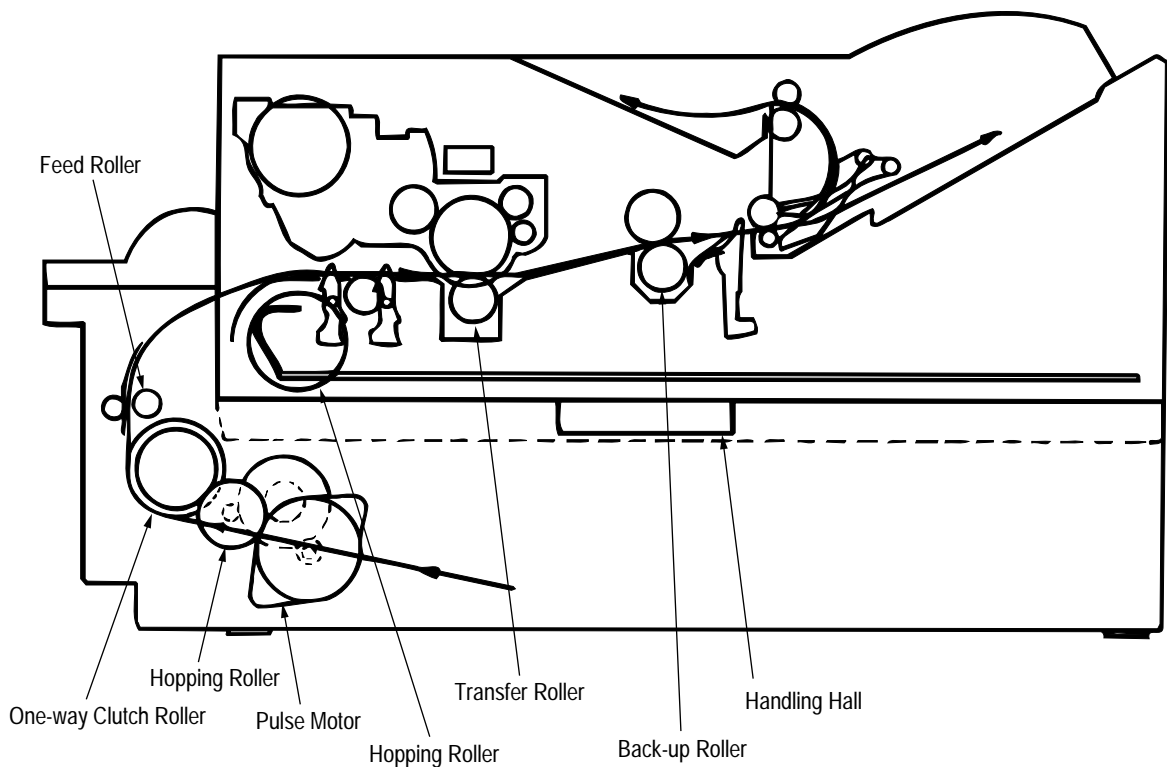 Feed Roller
Hopping Roller
Transfer Roller
Handling Hall
One-way Clutch Roller
Pulse Motor
Back-up Roller
Hopping Roller